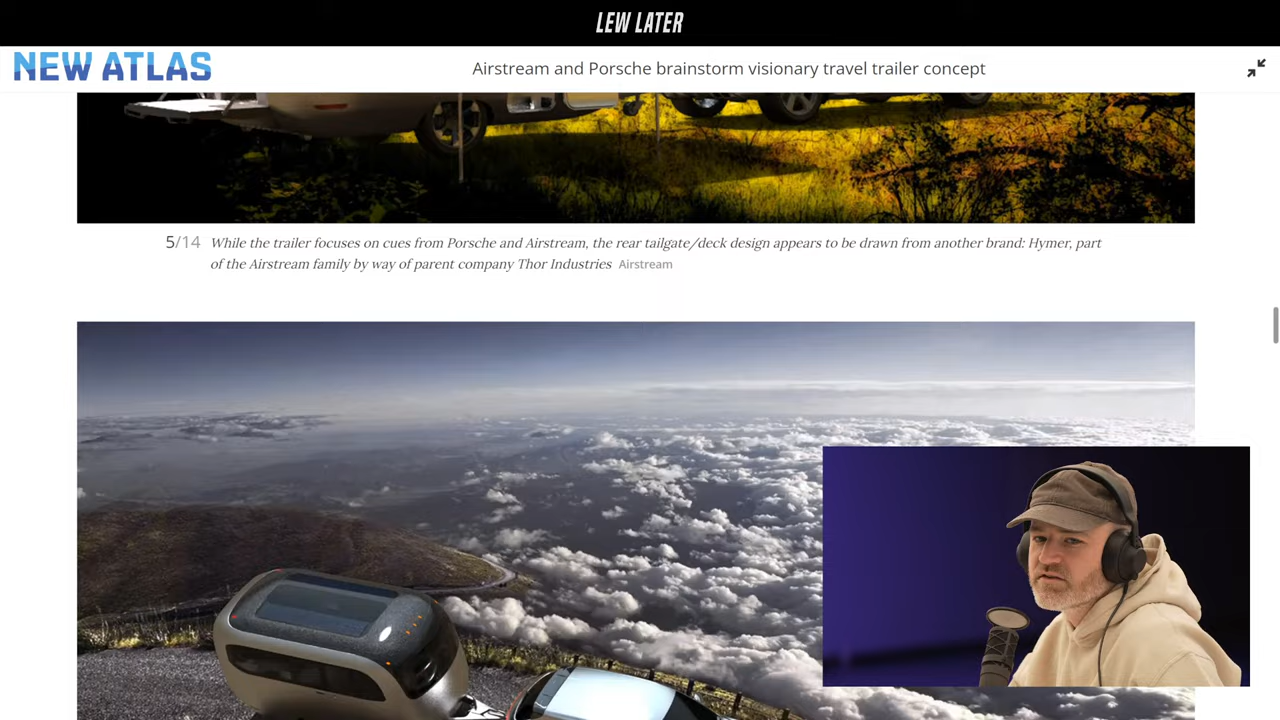 LEW LATER
NEW ATLAS
Airstream and Porsche brainstorm visionary travel trailer concept
5/14 While the trailer focuses on cues from Porsche and Airstream, the rear tailgate/deck design appears to be drawn from another brand: Hymer, part
of the Airstream family by way of parent company Thor Industries Airstream